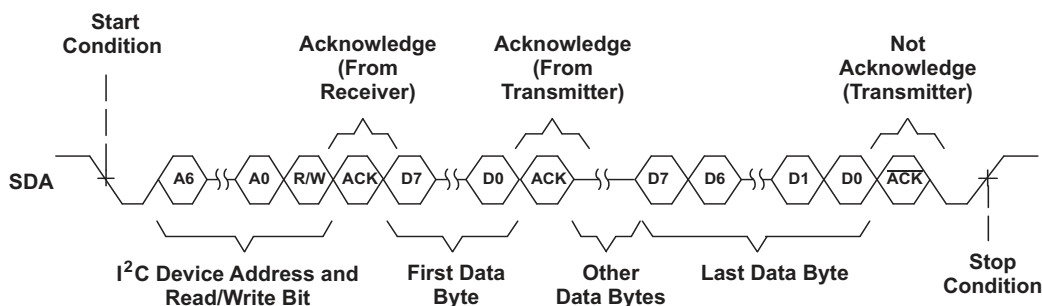 Start
Condition
Acknowledge
(From
Receiver)
Acknowledge
(From
Transmitter)
Not
Acknowledge
(Transmitter)
SDA
A6
A0
R/W
ACK
D7
D0
ACK
D7
D6
D1
D0
A̅C̅K̅
I²C Device Address and
Read/Write Bit
First Data
Byte
Other
Data Bytes
Last Data Byte
Stop
Condition